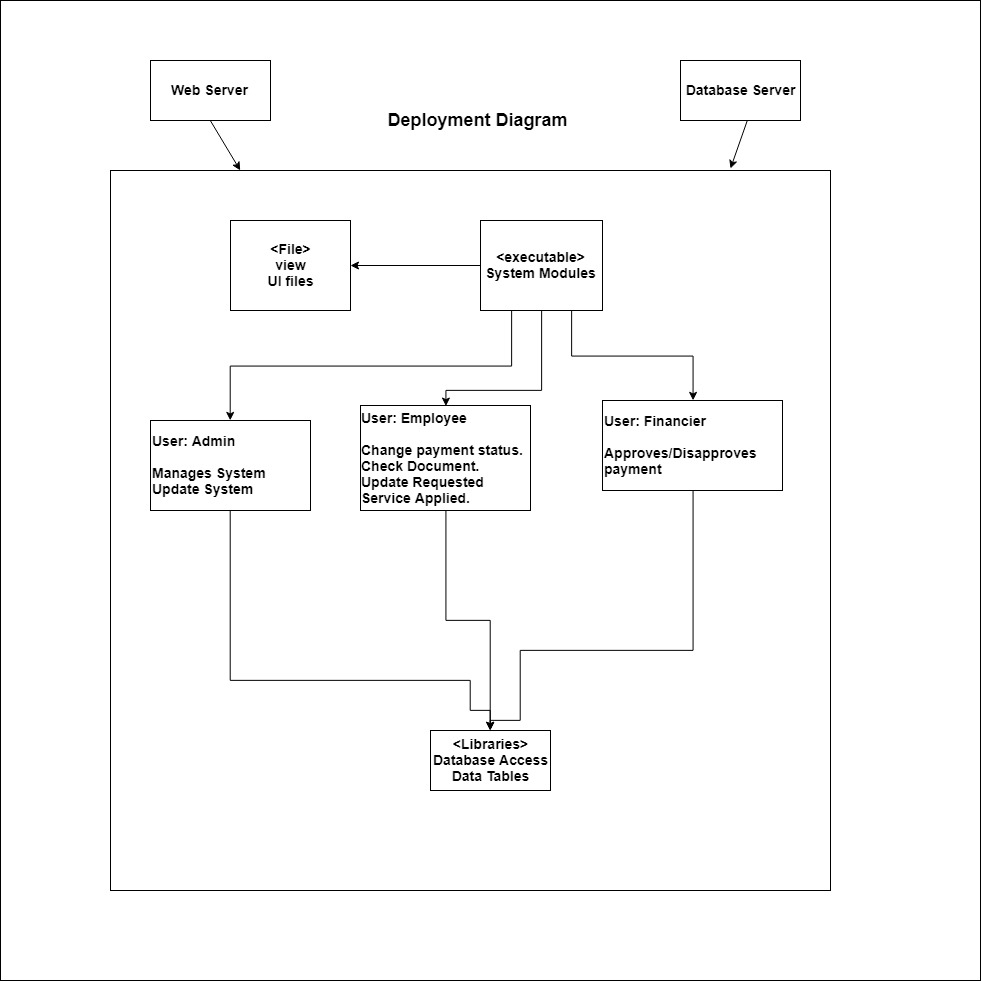 Web Server
Database Server
Deployment Diagram
<File>
view
UI files
<executable>
System Modules
User: Admin
Manages System
Update System
User: Employee
Change payment status.
Check Document.
Update Requested
Service Applied.
User: Financier
Approves/Disapproves
payment
<Libraries>
Database Access
Data Tables